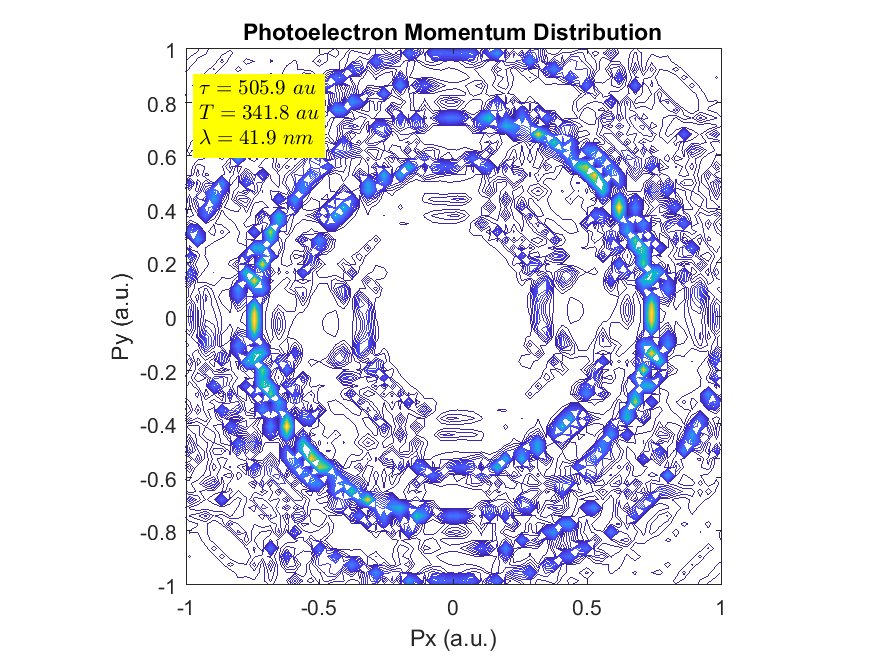 Photoelectron Momentum Distribution
τ = 505.9 au
T = 341.8 au
λ = 41.9 nm
1
0.8
0.6
0.4
0.2
0
-0.2
-0.4
-0.6
-0.8
-1
Py (a.u.)
-1 -0.5 0 0.5 1
Px (a.u.)